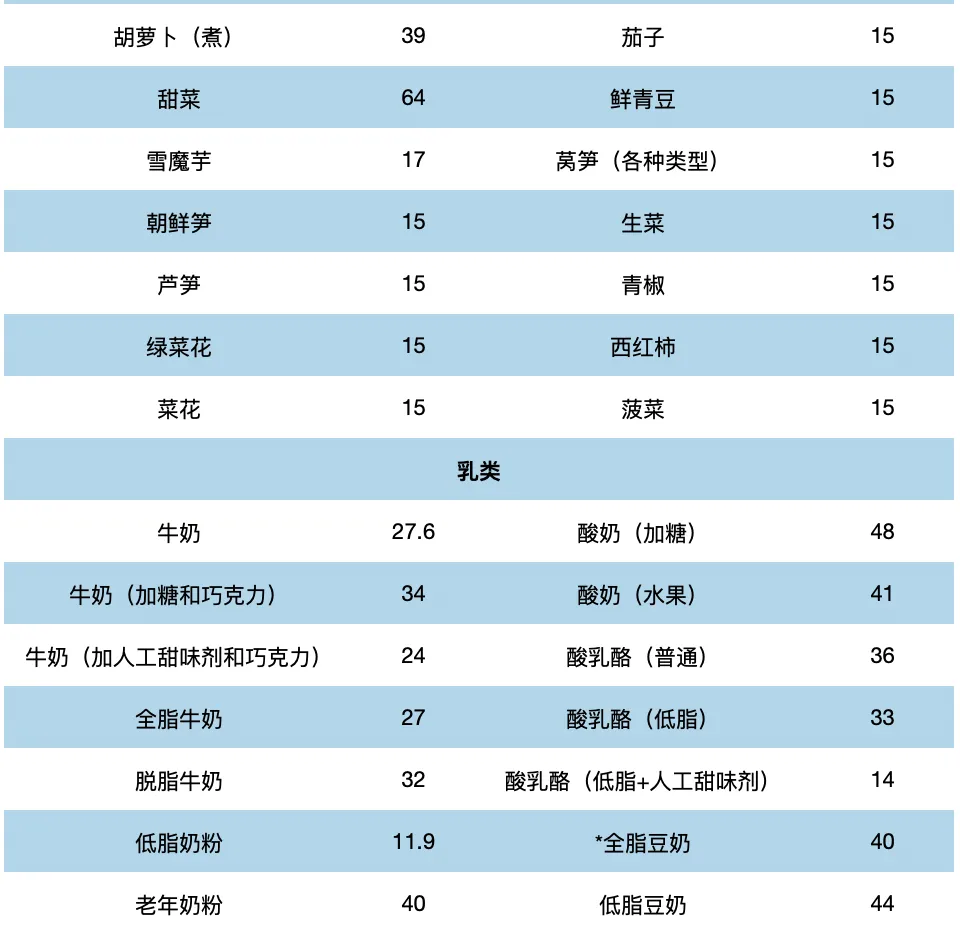 胡萝卜（煮） 39 茄子 15
甜菜 64 鲜青豆 15
雪魔芋 17 莴笋（各种类型） 15
朝鲜笋 15 生菜 15
芦笋 15 青椒 15
绿菜花 15 西红柿 15
菜花 15 菠菜 15
乳类
牛奶 27.6 酸奶（加糖） 48
牛奶（加糖和巧克力） 34 酸奶（水果） 41
牛奶（加人工甜味剂和巧克力） 24 酸乳酪（普通） 36
全脂牛奶 27 酸乳酪（低脂） 33
脱脂牛奶 32 酸乳酪（低脂+人工甜味剂） 14
低脂奶粉 11.9 *全脂豆奶 40
老年奶粉 40 低脂豆奶 44